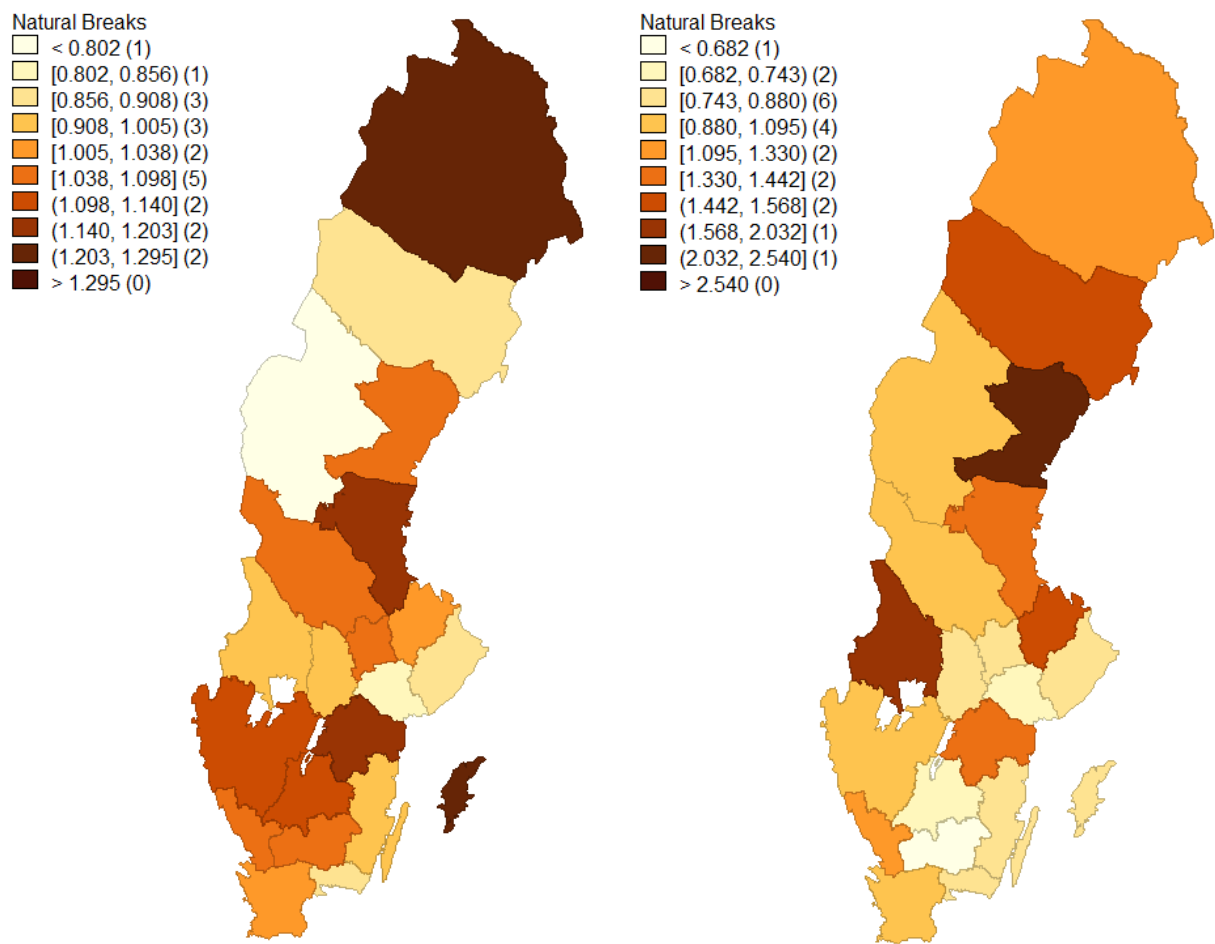 Natural Breaks
< 0.802 (1)
[0.802, 0.856) (1)
[0.856, 0.908) (3)
[0.908, 1.005) (3)
[1.005, 1.038) (2)
[1.038, 1.098] (5)
(1.098, 1.140] (2)
(1.140, 1.203] (2)
(1.203, 1.295] (2)
> 1.295 (0)
Natural Breaks
< 0.682 (1)
[0.682, 0.743) (2)
[0.743, 0.880) (6)
[0.880, 1.095) (4)
[1.095, 1.330) (2)
[1.330, 1.442] (2)
(1.442, 1.568] (2)
(1.568, 2.032] (1)
(2.032, 2.540] (1)
> 2.540 (0)